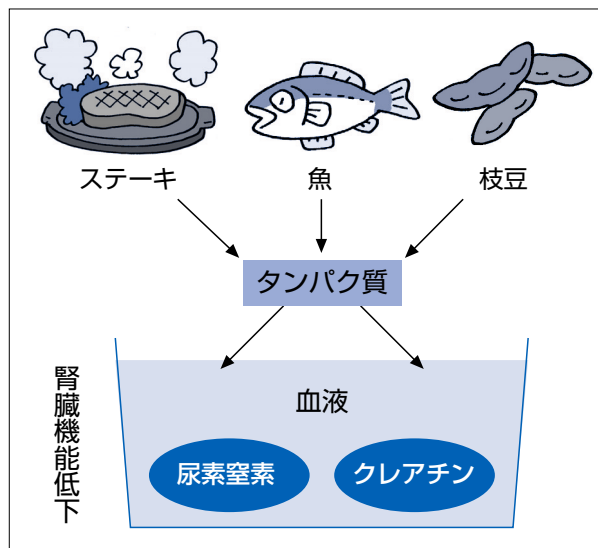 ステーキ
魚
枝豆
タンパク質
血液
腎臓機能低下
尿素窒素
クレアチン